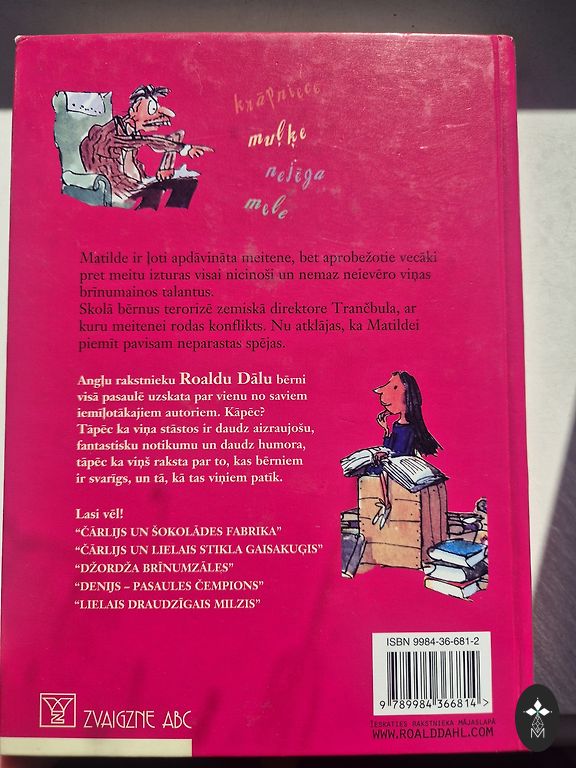 krāpniece
muļķe
nejēga
mele
Matilde ir ļoti apdāvināta meitene, bet aprobežotie vecāki
pret meitu izturas visai nicinoši un nemaz neievēro viņas
brīnumainos talantus.
Skolā bērnus terorizē zemiskā direktore Trančbula, ar
kuru meitenei rodas konflikts. Nu atklājas, ka Matildei
piemīt pavisam neparastas spējas.
Angļu rakstnieku Roaldu Dālu bērni
visā pasaulē uzskata par vienu no saviem
iemīļotākajiem autoriem. Kāpēc?
Tāpēc ka viņa stāstos ir daudz aizraujošu,
fantastisku notikumu un daudz humora,
tāpēc ka viņš raksta par to, kas bērniem
ir svarīgs, un tā, kā tas viņiem patīk.
Lasi vēl!
“ČĀRLIJS UN ŠOKOLĀDES FABRIKA”
“ČĀRLIJS UN LIELAIS STIKLA GAISAKUĢIS”
“DŽORDŽA BRĪNUMZĀLES”
“DENIJS – PASAULES ČEMPIONS”
“LIELAIS DRAUDZĪGAIS MILZIS”
ISBN 9984-36-681-2
9 789984 366814 >
IESKATIES RAKSTNIEKA MĀJASLAPĀ
WWW.ROALDDAHL.COM
ZVAIGZNE ABC
M